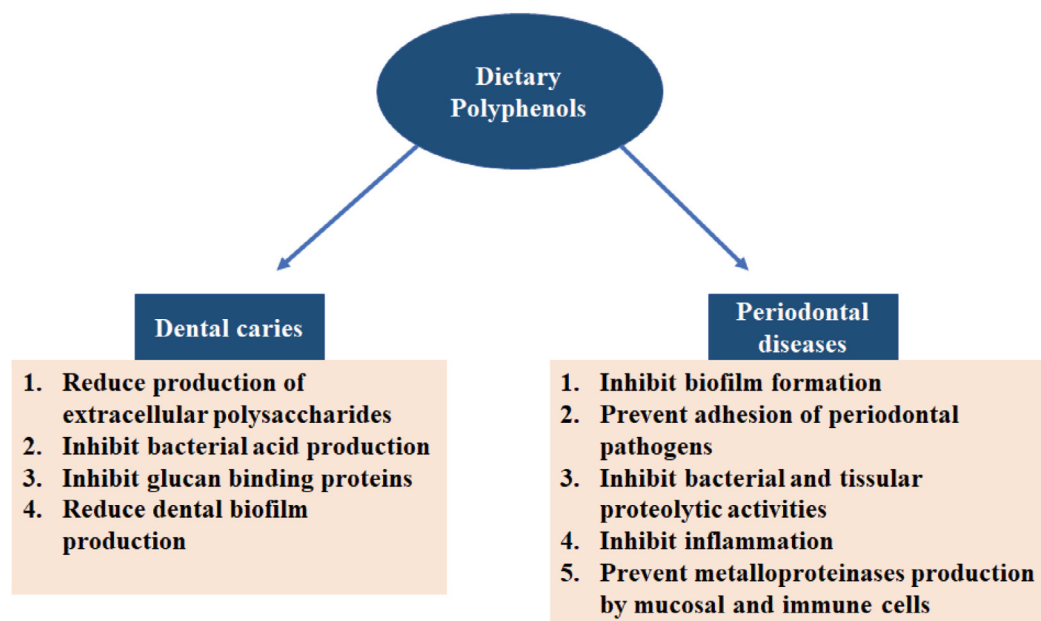 Dietary
Polyphenols
Dental caries
1. Reduce production of
extracellular polysaccharides
2. Inhibit bacterial acid production
3. Inhibit glucan binding proteins
4. Reduce dental biofilm
production
Periodontal
diseases
1. Inhibit biofilm formation
2. Prevent adhesion of periodontal
pathogens
3. Inhibit bacterial and tissular
proteolytic activities
4. Inhibit inflammation
5. Prevent metalloproteinases production
by mucosal and immune cells